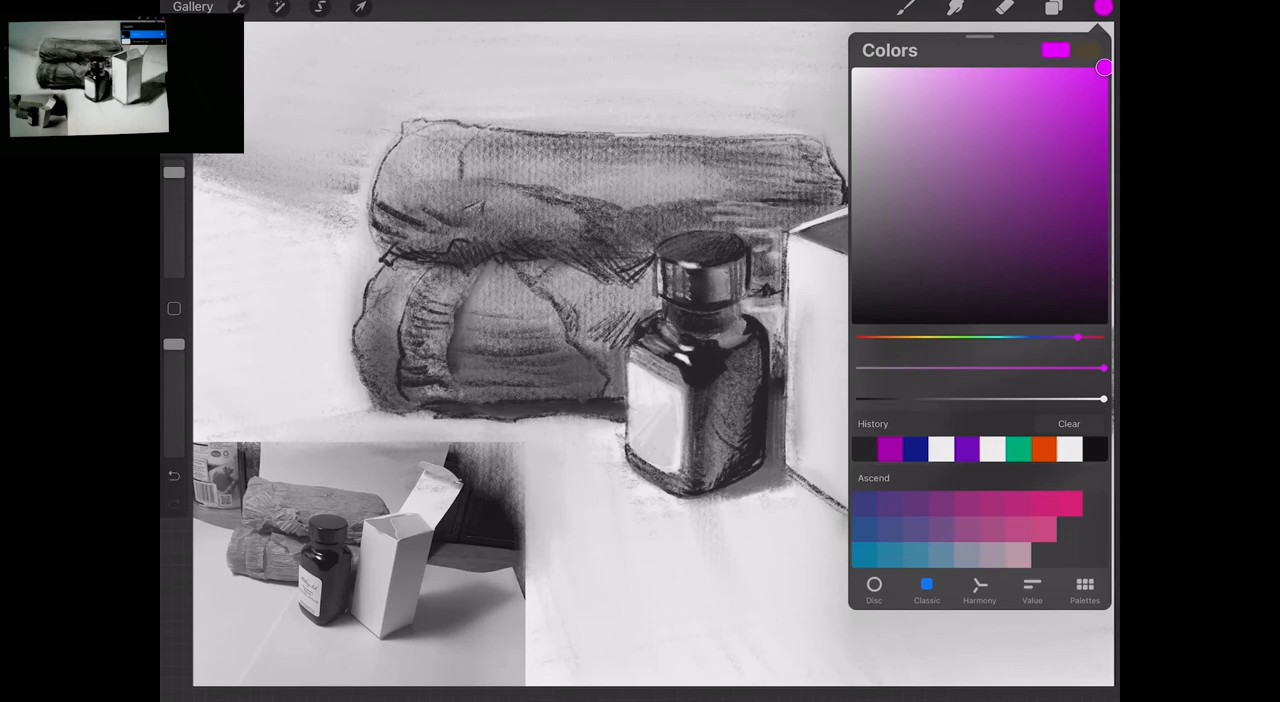 Gallery
Colors
History
Clear
Ascend
Disc
Classic
Harmony
Value
Palettes